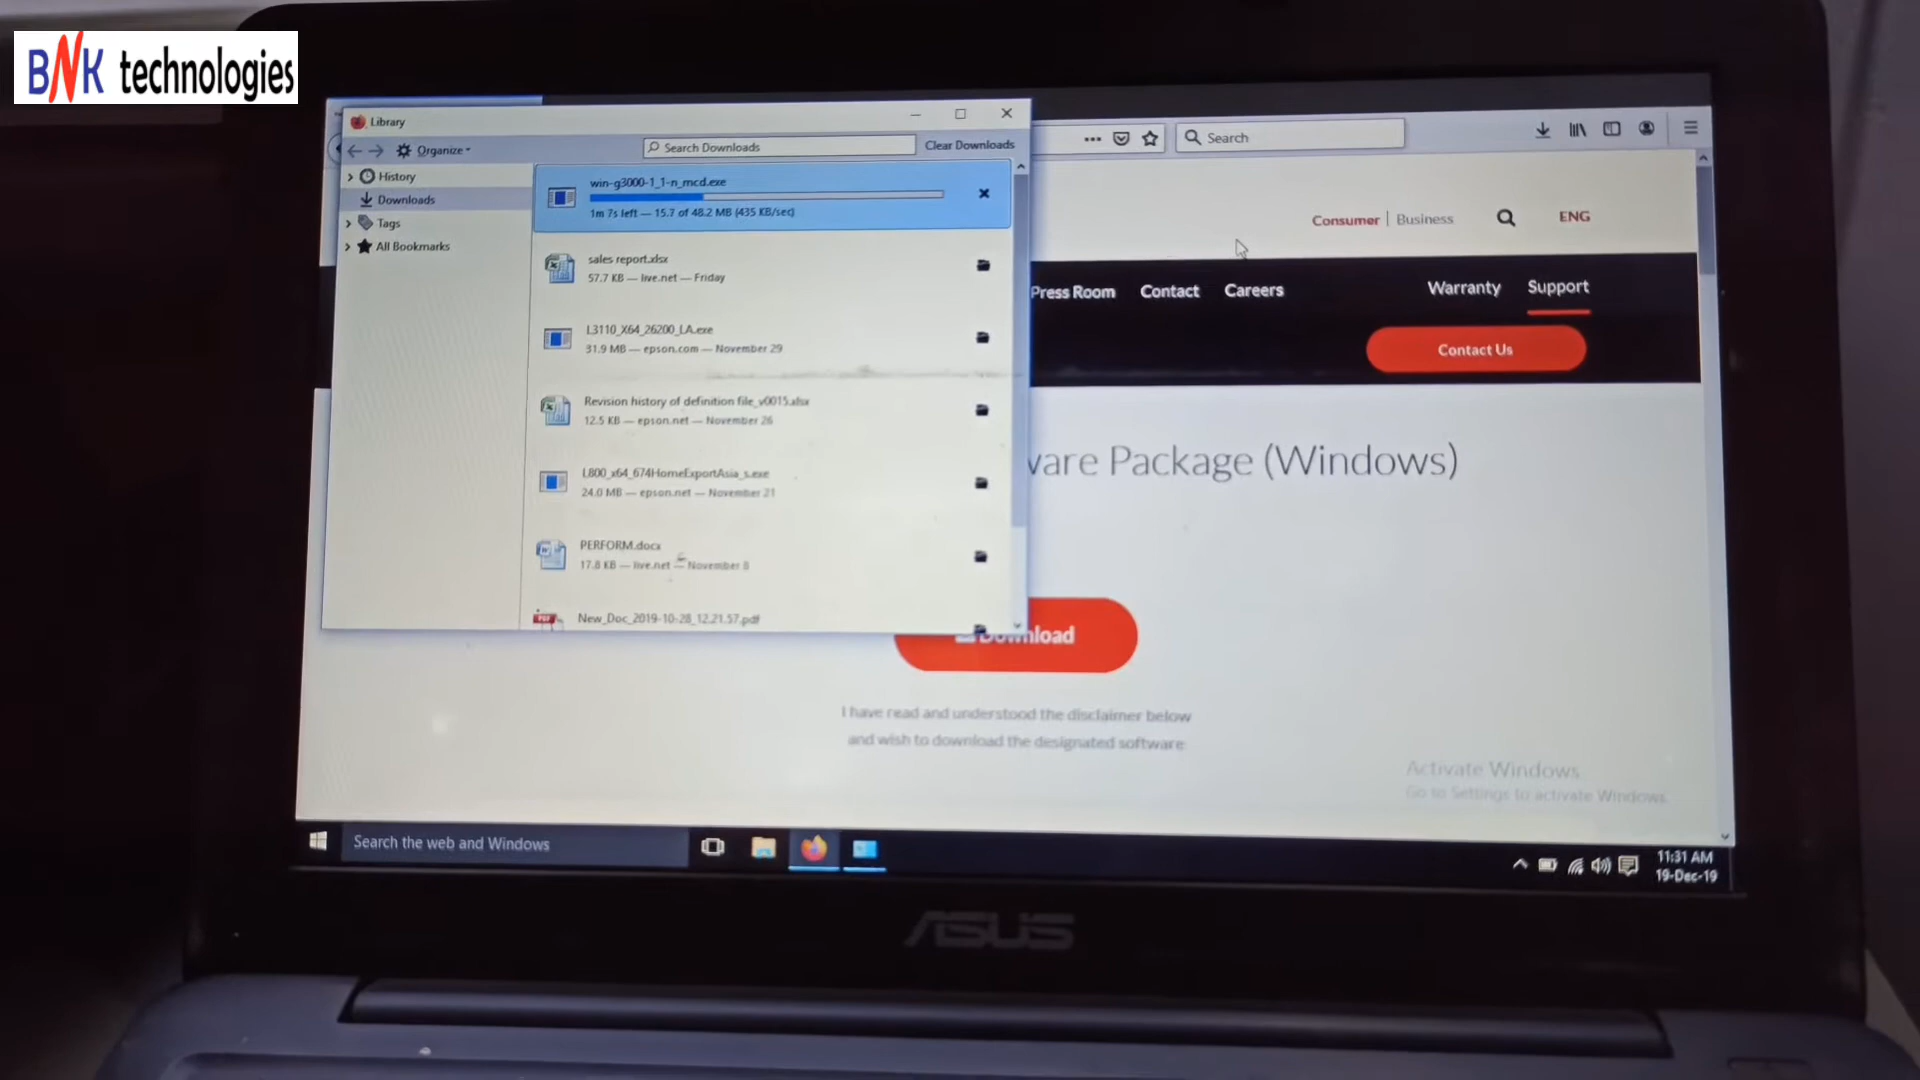 BNK technologies
Library
Organize
Search Downloads
Clear Downloads
History
Downloads
Tags
All Bookmarks
win-g3000-1_1-n_mcd.exe
1m 7s left — 15.7 of 48.2 MB (435 KB/sec)
sales report.xlsx
57.7 KB — live.net — Friday
L3110_X64_26200_LA.exe
31.9 MB — epson.com — November 29
Revision history of definition file_v0015.xlsx
12.5 KB — epson.net — November 26
L800_x64_674HomeExportAsia_s.exe
24.0 MB — epson.net — November 21
PERFORM.docx
17.8 KB — live.net — November 8
New_Doc_2019-10-28_12.21.57.pdf
Search
Consumer | Business
ENG
Press Room Contact Careers Warranty Support
Contact Us
ware Package (Windows)
Download
I have read and understood the disclaimer below
and wish to download the designated software
Activate Windows
Go to Settings to activate Windows.
Search the web and Windows
11:31 AM
19-Dec-19
ASUS